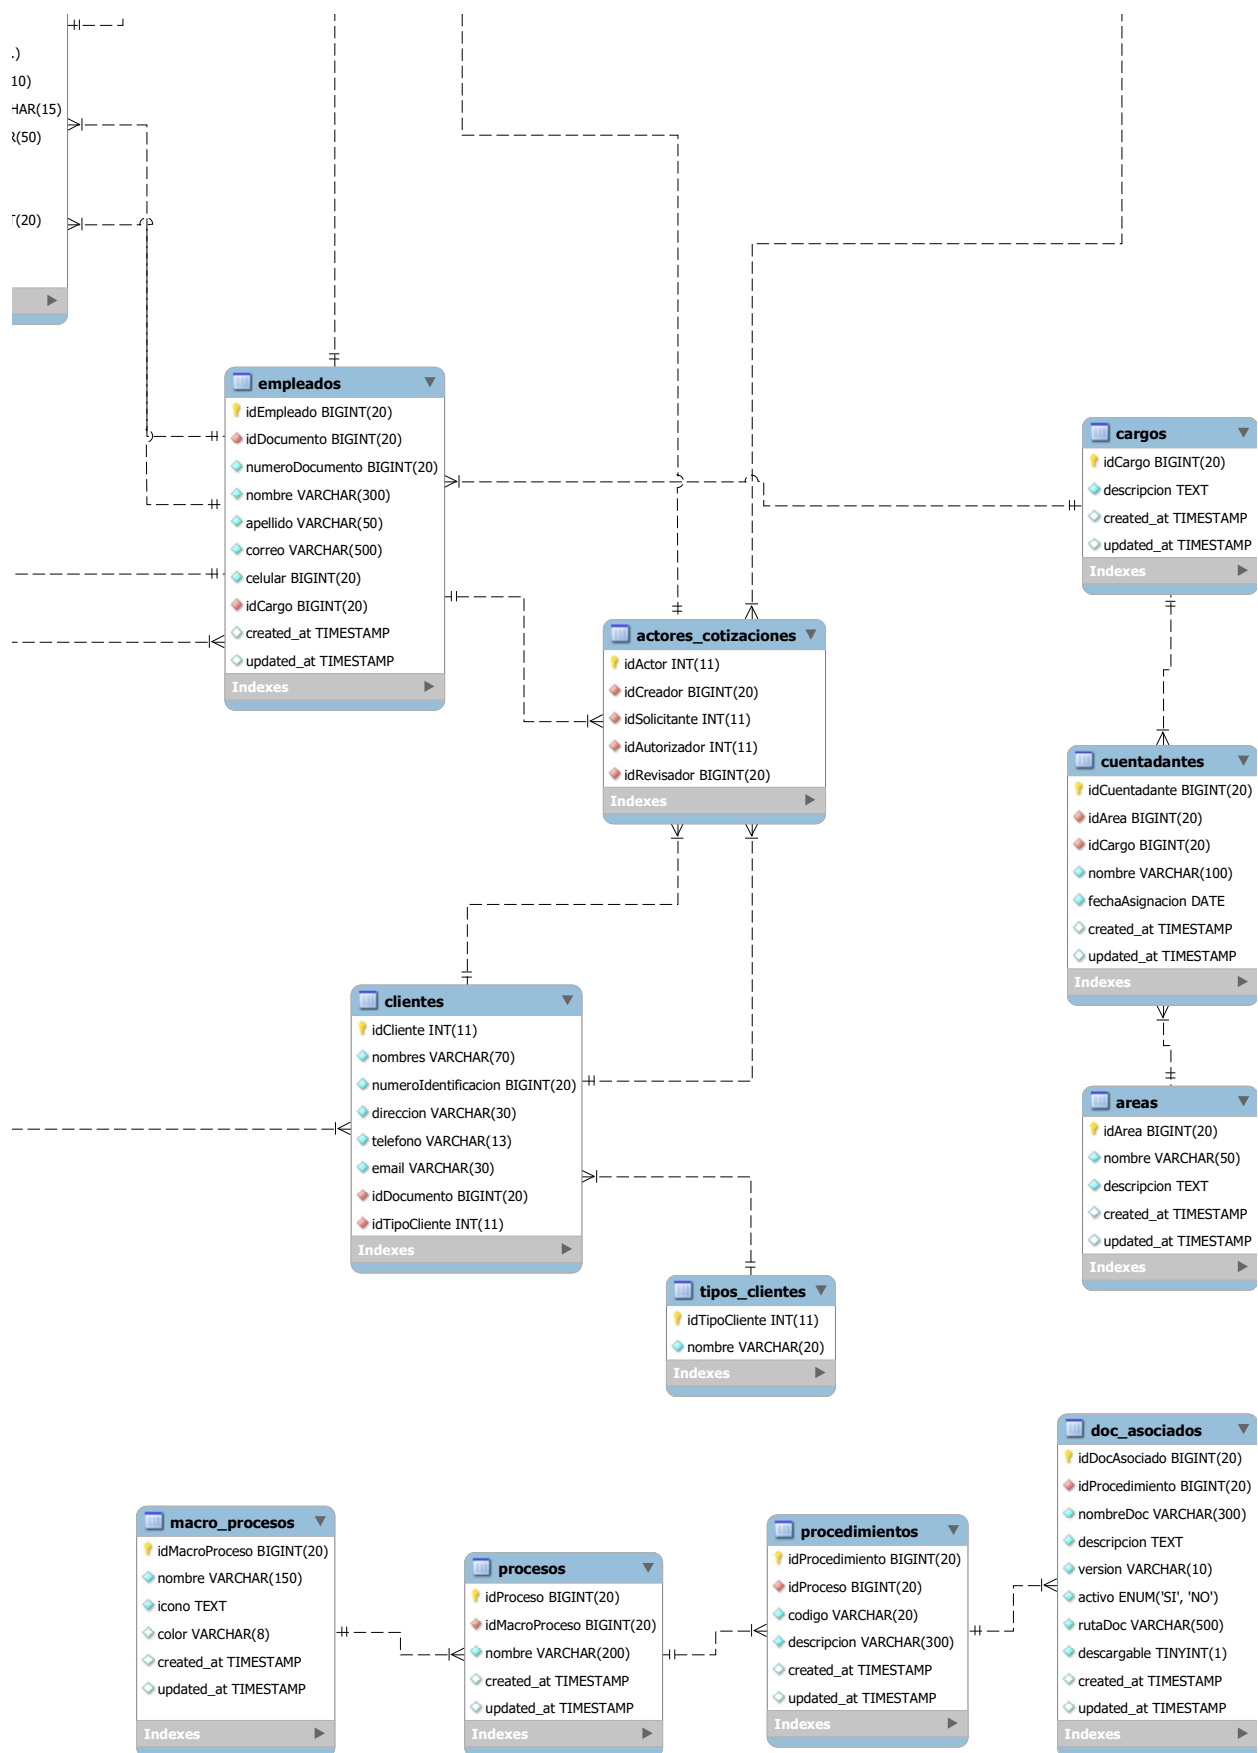 .)
10)
HAR(15)
R(50)
T(20)
empleados
idEmpleado BIGINT(20)
idDocumento BIGINT(20)
numeroDocumento BIGINT(20)
nombre VARCHAR(300)
apellido VARCHAR(50)
correo VARCHAR(500)
celular BIGINT(20)
idCargo BIGINT(20)
created_at TIMESTAMP
updated_at TIMESTAMP
Indexes
cargos
idCargo BIGINT(20)
descripcion TEXT
created_at TIMESTAMP
updated_at TIMESTAMP
Indexes
actores_cotizaciones
idActor INT(11)
idCreador BIGINT(20)
idSolicitante INT(11)
idAutorizador INT(11)
idRevisador BIGINT(20)
Indexes
cuentadantes
idCuentadante BIGINT(20)
idArea BIGINT(20)
idCargo BIGINT(20)
nombre VARCHAR(100)
fechaAsignacion DATE
created_at TIMESTAMP
updated_at TIMESTAMP
Indexes
clientes
idCliente INT(11)
nombres VARCHAR(70)
numeroIdentificacion BIGINT(20)
direccion VARCHAR(30)
telefono VARCHAR(13)
email VARCHAR(30)
idDocumento BIGINT(20)
idTipoCliente INT(11)
Indexes
areas
idArea BIGINT(20)
nombre VARCHAR(50)
descripcion TEXT
created_at TIMESTAMP
updated_at TIMESTAMP
Indexes
tipos_clientes
idTipoCliente INT(11)
nombre VARCHAR(20)
Indexes
macro_procesos
idMacroProceso BIGINT(20)
nombre VARCHAR(150)
icono TEXT
color VARCHAR(8)
created_at TIMESTAMP
updated_at TIMESTAMP
Indexes
procesos
idProceso BIGINT(20)
idMacroProceso BIGINT(20)
nombre VARCHAR(200)
created_at TIMESTAMP
updated_at TIMESTAMP
Indexes
procedimientos
idProcedimiento BIGINT(20)
idProceso BIGINT(20)
codigo VARCHAR(20)
descripcion VARCHAR(300)
created_at TIMESTAMP
updated_at TIMESTAMP
Indexes
doc_asociados
idDocAsociado BIGINT(20)
idProcedimiento BIGINT(20)
nombreDoc VARCHAR(300)
descripcion TEXT
version VARCHAR(10)
activo ENUM('SI', 'NO')
rutaDoc VARCHAR(500)
descargable TINYINT(1)
created_at TIMESTAMP
updated_at TIMESTAMP
Indexes